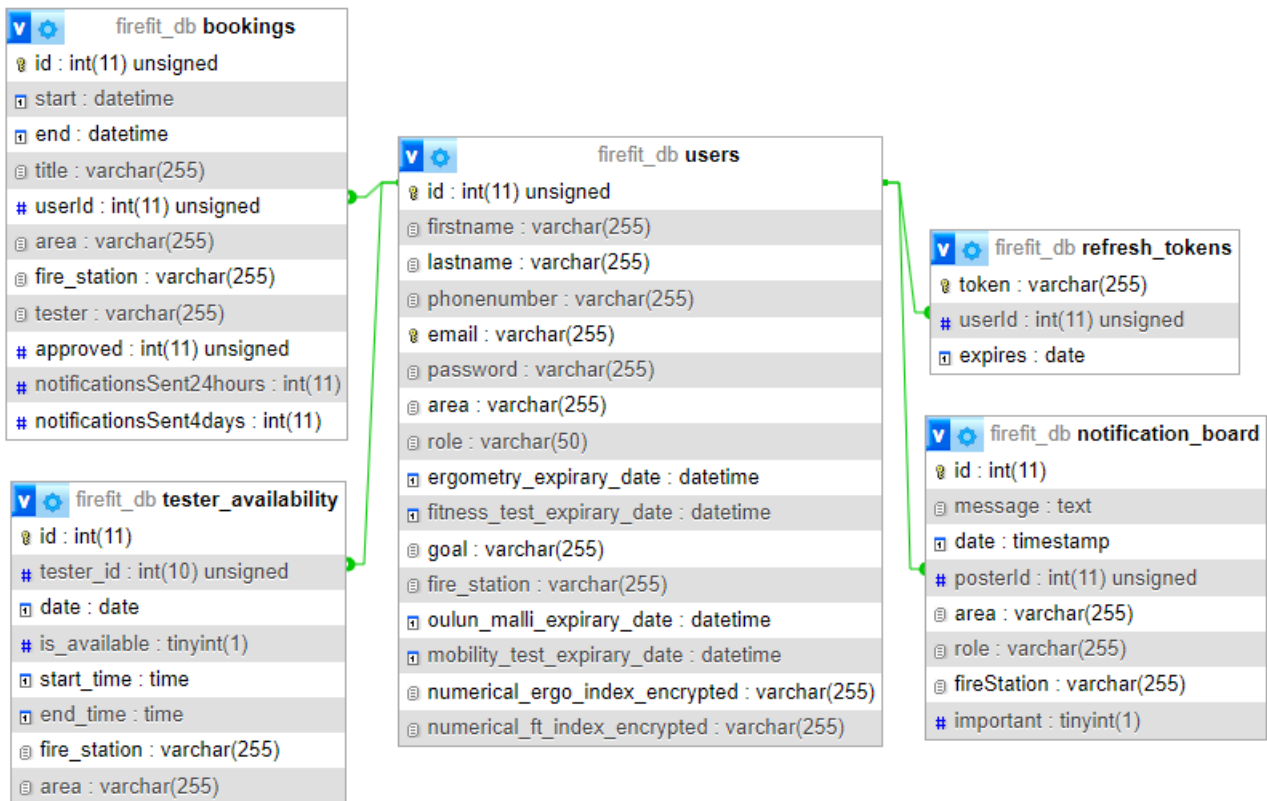 firefit_db bookings
id : int(11) unsigned
start : datetime
end : datetime
title : varchar(255)
# userId : int(11) unsigned
area : varchar(255)
fire_station : varchar(255)
tester : varchar(255)
# approved : int(11) unsigned
# notificationsSent24hours : int(11)
# notificationsSent4days : int(11)
v firefit_db tester_availability
id : int(11)
# tester_id : int(10) unsigned
date : date
# is_available : tinyint(1)
start_time : time
end_time : time
fire_station : varchar(255)
area : varchar(255)
v firefit_db users
id : int(11) unsigned
firstname : varchar(255)
lastname : varchar(255)
phonenumber : varchar(255)
email : varchar(255)
password : varchar(255)
area : varchar(255)
role : varchar(50)
ergometry_expirary_date : datetime
fitness_test_expirary_date : datetime
goal : varchar(255)
fire_station : varchar(255)
oulun_malli_expirary_date : datetime
mobility_test_expirary_date : datetime
numerical_ergo_index_encrypted : varchar(255)
numerical_ft_index_encrypted : varchar(255)
v firefit_db refresh_tokens
token : varchar(255)
# userId : int(11) unsigned
expires : date
v firefit_db notification_board
id : int(11)
message : text
date : timestamp
# posterId : int(11) unsigned
area : varchar(255)
role : varchar(255)
fireStation : varchar(255)
# important : tinyint(1)